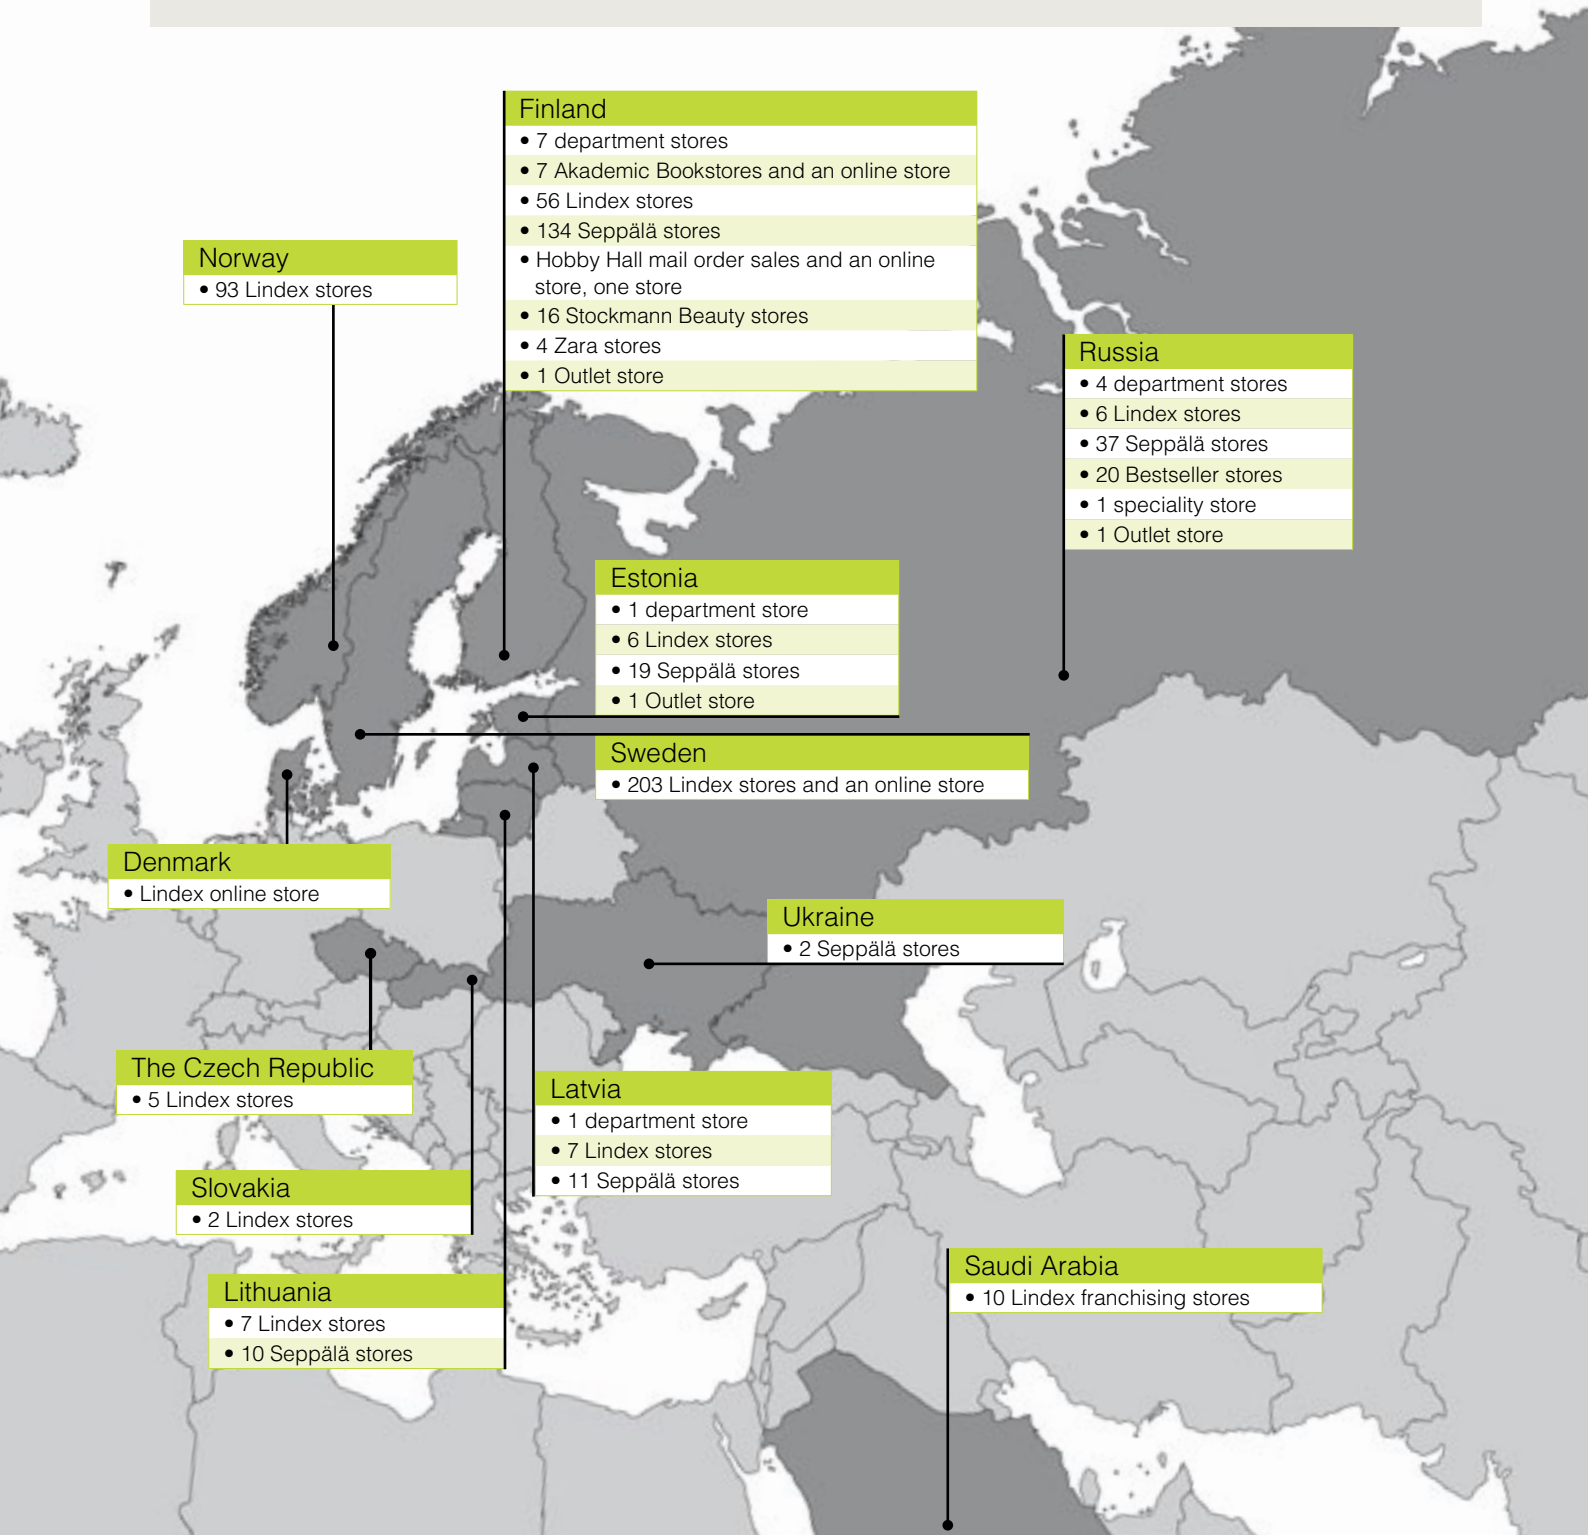 Finland
• 7 department stores
• 7 Akademic Bookstores and an online store
• 56 Lindex stores
• 134 Seppälä stores
• Hobby Hall mail order sales and an online
store, one store
• 16 Stockmann Beauty stores
• 4 Zara stores
• 1 Outlet store
Norway
• 93 Lindex stores
Russia
• 4 department stores
• 6 Lindex stores
• 37 Seppälä stores
• 20 Bestseller stores
• 1 speciality store
• 1 Outlet store
Estonia
• 1 department store
• 6 Lindex stores
• 19 Seppälä stores
• 1 Outlet store
Sweden
• 203 Lindex stores and an online store
Denmark
• Lindex online store
Ukraine
• 2 Seppälä stores
The Czech Republic
• 5 Lindex stores
Latvia
• 1 department store
• 7 Lindex stores
• 11 Seppälä stores
Slovakia
• 2 Lindex stores
Saudi Arabia
• 10 Lindex franchising stores
Lithuania
• 7 Lindex stores
• 10 Seppälä stores